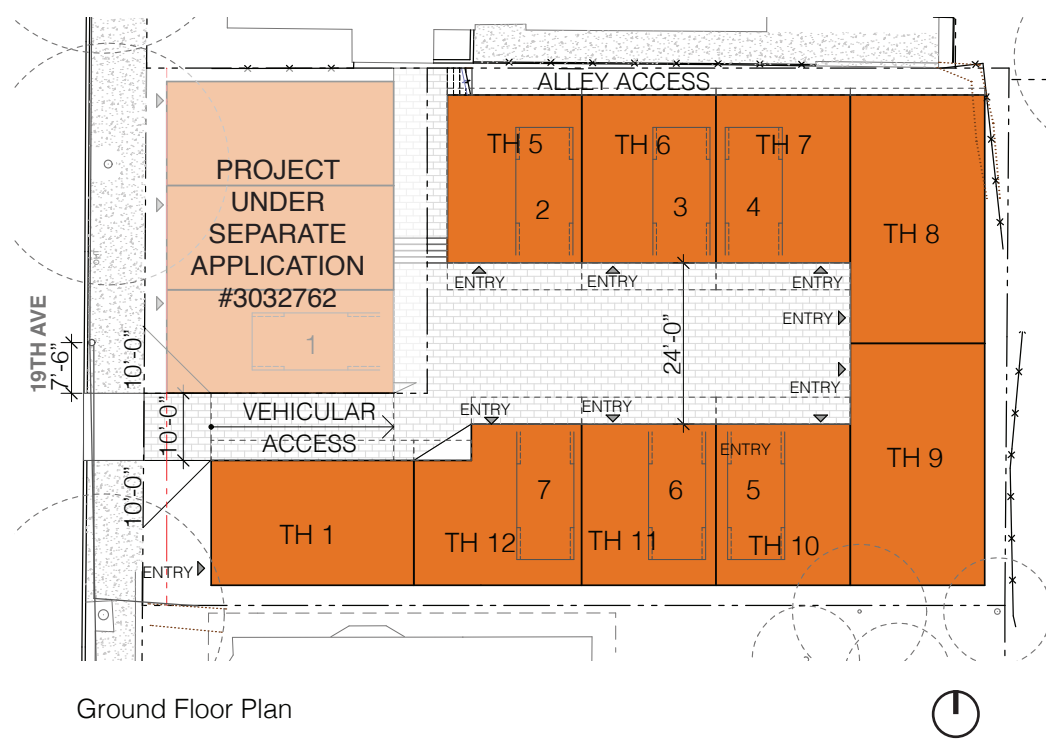 ALLEY ACCESS
TH 5
TH 6
TH 7
2
3
4
TH 8
PROJECT
UNDER
SEPARATE
APPLICATION
#3032762
1
ENTRY
ENTRY
ENTRY
ENTRY
ENTRY
24'-0"
19TH AVE
7'-6"
10'-0"
10'-0"
10'-0"
VEHICULAR
ACCESS
ENTRY
ENTRY
ENTRY
7
6
5
TH 9
TH 1
TH 12
TH 11
TH 10
ENTRY
Ground Floor Plan